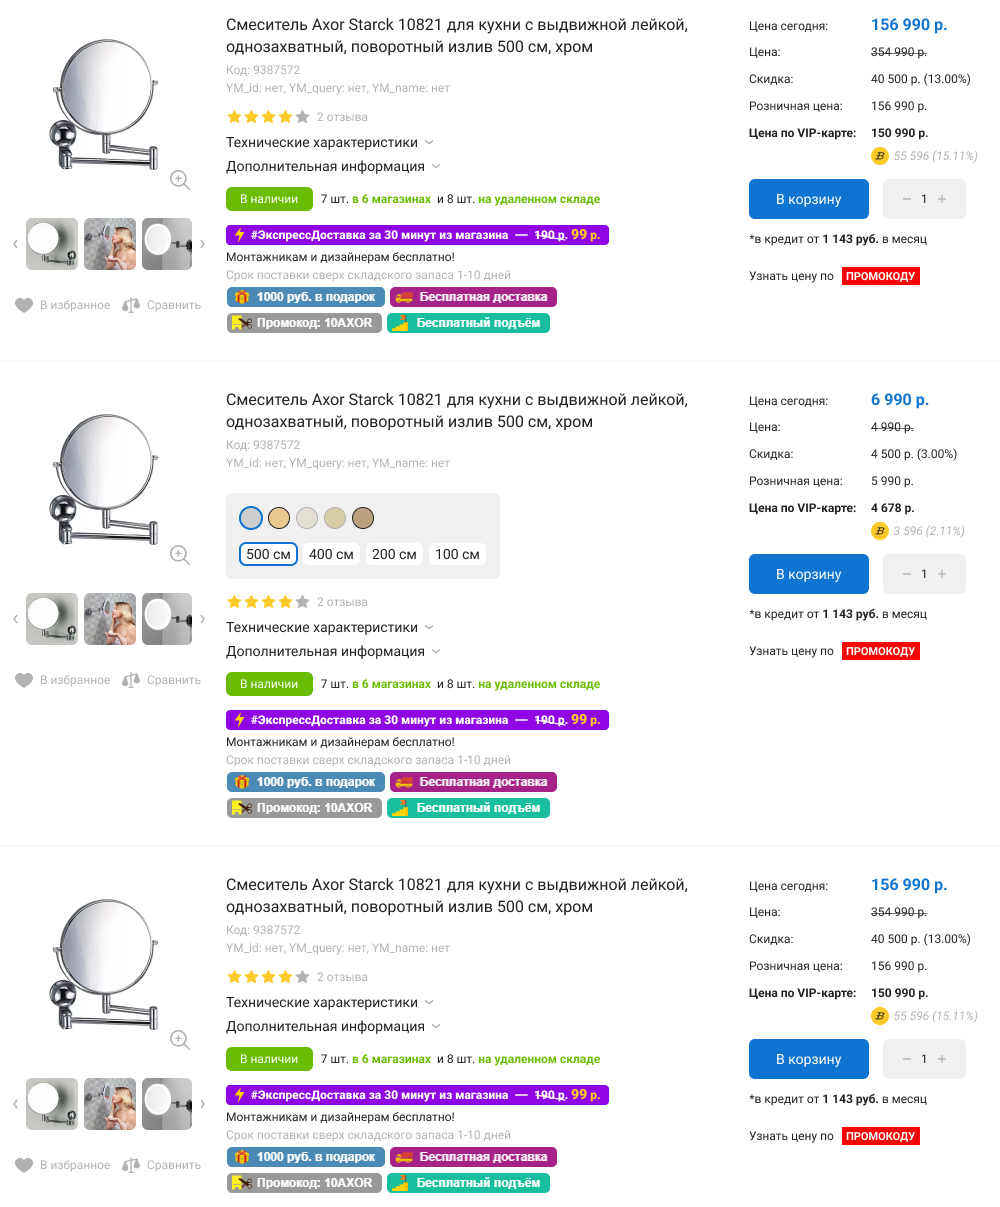 Смеситель Axor Starck 10821 для кухни с выдвижной лейкой,
однозахватный, поворотный излив 500 см, хром
Код: 9387572
YM_id: нет, YM_query: нет, YM_name: нет
2 отзыва
Технические характеристики
Дополнительная информация
В наличии 7 шт. в 6 магазинах и 8 шт. на удаленном складе
#ЭкспрессДоставка за 30 минут из магазина — 190 р. 99 р.
Монтажникам и дизайнерам бесплатно!
Срок поставки сверх складского запаса 1-10 дней
1000 руб. в подарок Бесплатная доставка
Промокод: 10AXOR Бесплатный подъём
В избранное Сравнить
Цена сегодня: 156 990 р.
Цена: 354 990 р.
Скидка: 40 500 р. (13.00%)
Розничная цена: 156 990 р.
Цена по VIP-карте: 150 990 р.
55 596 (15.11%)
В корзину − 1 +
*в кредит от 1 143 руб. в месяц
Узнать цену по ПРОМОКОДУ
Смеситель Axor Starck 10821 для кухни с выдвижной лейкой,
однозахватный, поворотный излив 500 см, хром
Код: 9387572
YM_id: нет, YM_query: нет, YM_name: нет
500 см 400 см 200 см 100 см
2 отзыва
Технические характеристики
Дополнительная информация
В наличии 7 шт. в 6 магазинах и 8 шт. на удаленном складе
#ЭкспрессДоставка за 30 минут из магазина — 190 р. 99 р.
Монтажникам и дизайнерам бесплатно!
Срок поставки сверх складского запаса 1-10 дней
1000 руб. в подарок Бесплатная доставка
Промокод: 10AXOR Бесплатный подъём
В избранное Сравнить
Цена сегодня: 6 990 р.
Цена: 4 990 р.
Скидка: 4 500 р. (3.00%)
Розничная цена: 5 990 р.
Цена по VIP-карте: 4 678 р.
3 596 (2.11%)
В корзину − 1 +
*в кредит от 1 143 руб. в месяц
Узнать цену по ПРОМОКОДУ
Смеситель Axor Starck 10821 для кухни с выдвижной лейкой,
однозахватный, поворотный излив 500 см, хром
Код: 9387572
YM_id: нет, YM_query: нет, YM_name: нет
2 отзыва
Технические характеристики
Дополнительная информация
В наличии 7 шт. в 6 магазинах и 8 шт. на удаленном складе
#ЭкспрессДоставка за 30 минут из магазина — 190 р. 99 р.
Монтажникам и дизайнерам бесплатно!
Срок поставки сверх складского запаса 1-10 дней
1000 руб. в подарок Бесплатная доставка
Промокод: 10AXOR Бесплатный подъём
В избранное Сравнить
Цена сегодня: 156 990 р.
Цена: 354 990 р.
Скидка: 40 500 р. (13.00%)
Розничная цена: 156 990 р.
Цена по VIP-карте: 150 990 р.
55 596 (15.11%)
В корзину − 1 +
*в кредит от 1 143 руб. в месяц
Узнать цену по ПРОМОКОДУ